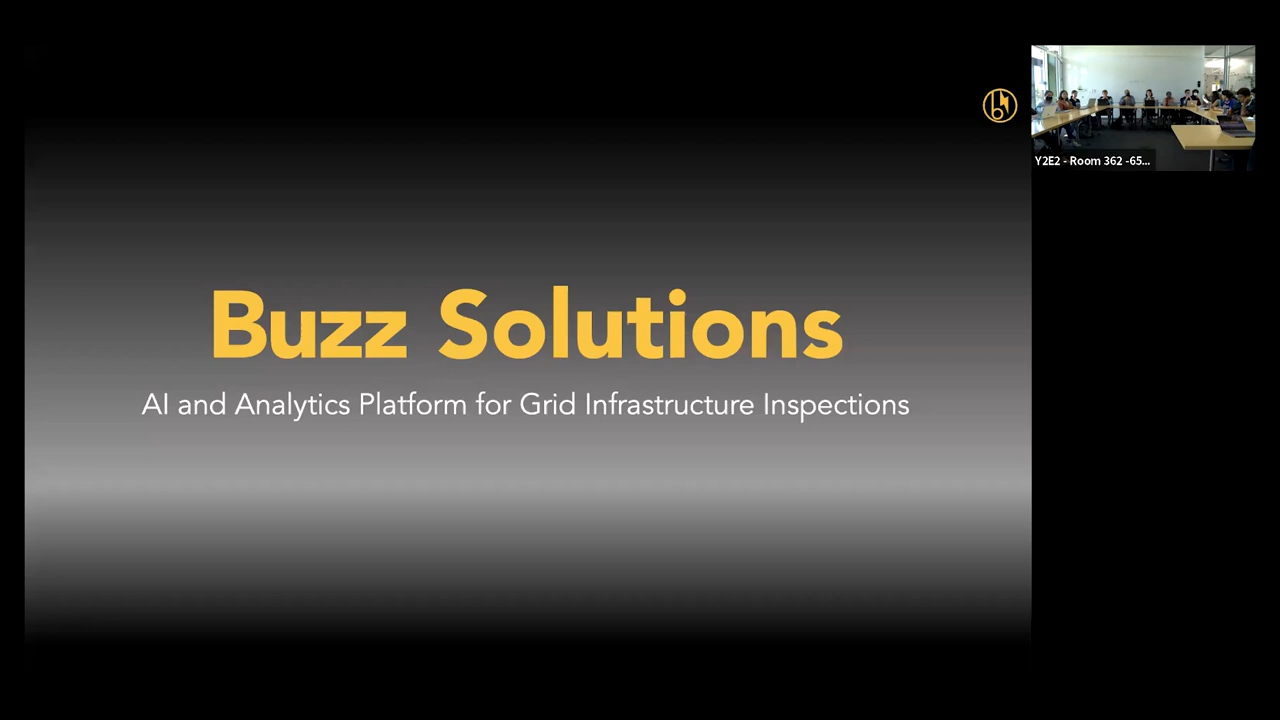 Buzz Solutions
AI and Analytics Platform for Grid Infrastructure Inspections
Y2E2 - Room 362 -65...